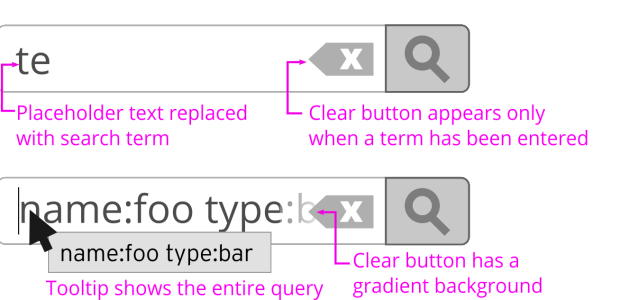 te
X
Placeholder text replaced
with search term
Clear button appears only
when a term has been entered
name:foo type:b
X
name:foo type:bar
Tooltip shows the entire query
Clear button has a
gradient background